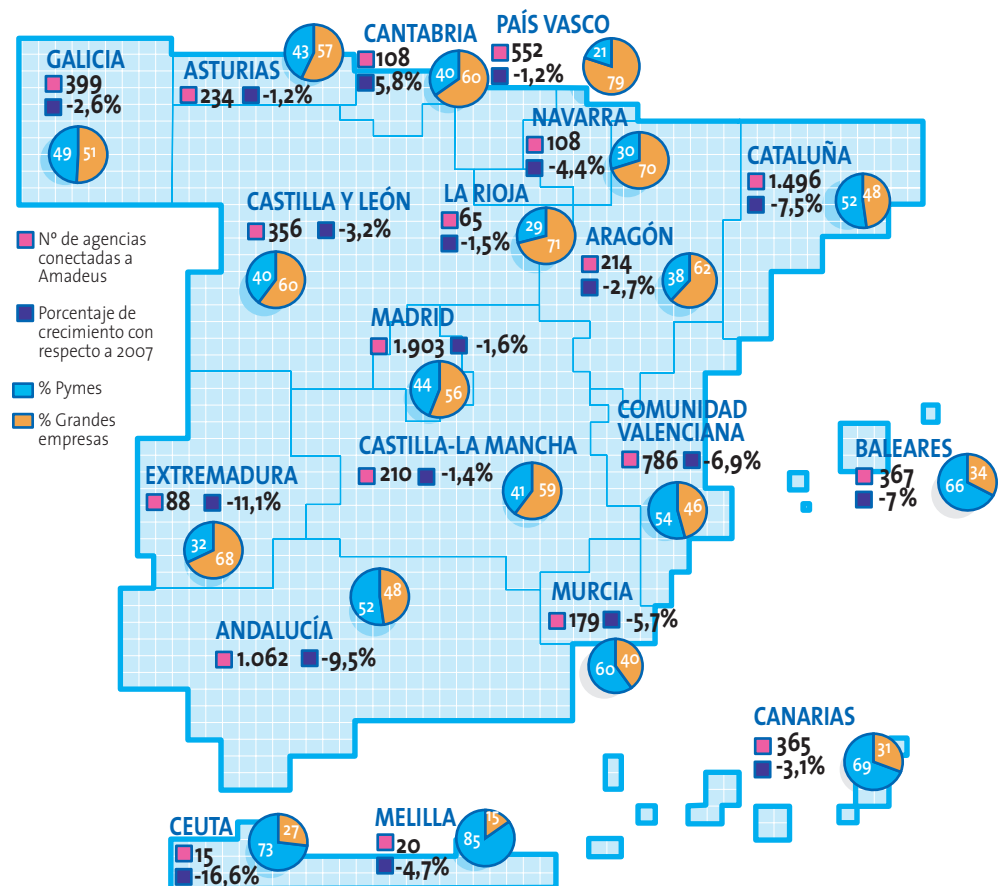 GALICIA
399
-2,6%
49 51
ASTURIAS
234 -1,2%
43 57
CANTABRIA
108
5,8%
40 60
PAÍS VASCO
552
-1,2%
21
79
NAVARRA
108
-4,4%
30
70
CATALUÑA
1.496
-7,5%
52 48
CASTILLA Y LEÓN
356 -3,2%
40
60
LA RIOJA
65
-1,5%
29
71
ARAGÓN
214
-2,7%
38 62
Nº de agencias
conectadas a
Amadeus
Porcentaje de
crecimiento con
respecto a 2007
% Pymes
% Grandes
empresas
MADRID
1.903 -1,6%
44
56
CASTILLA-LA MANCHA
210 -1,4%
41 59
COMUNIDAD
VALENCIANA
786 -6,9%
54 46
BALEARES
367
-7%
66 34
EXTREMADURA
88 -11,1%
32
68
ANDALUCÍA
1.062 -9,5%
52 48
MURCIA
179 -5,7%
60 40
CANARIAS
365
-3,1%
69 31
CEUTA
15
-16,6%
73 27
MELILLA
20
-4,7%
85 15